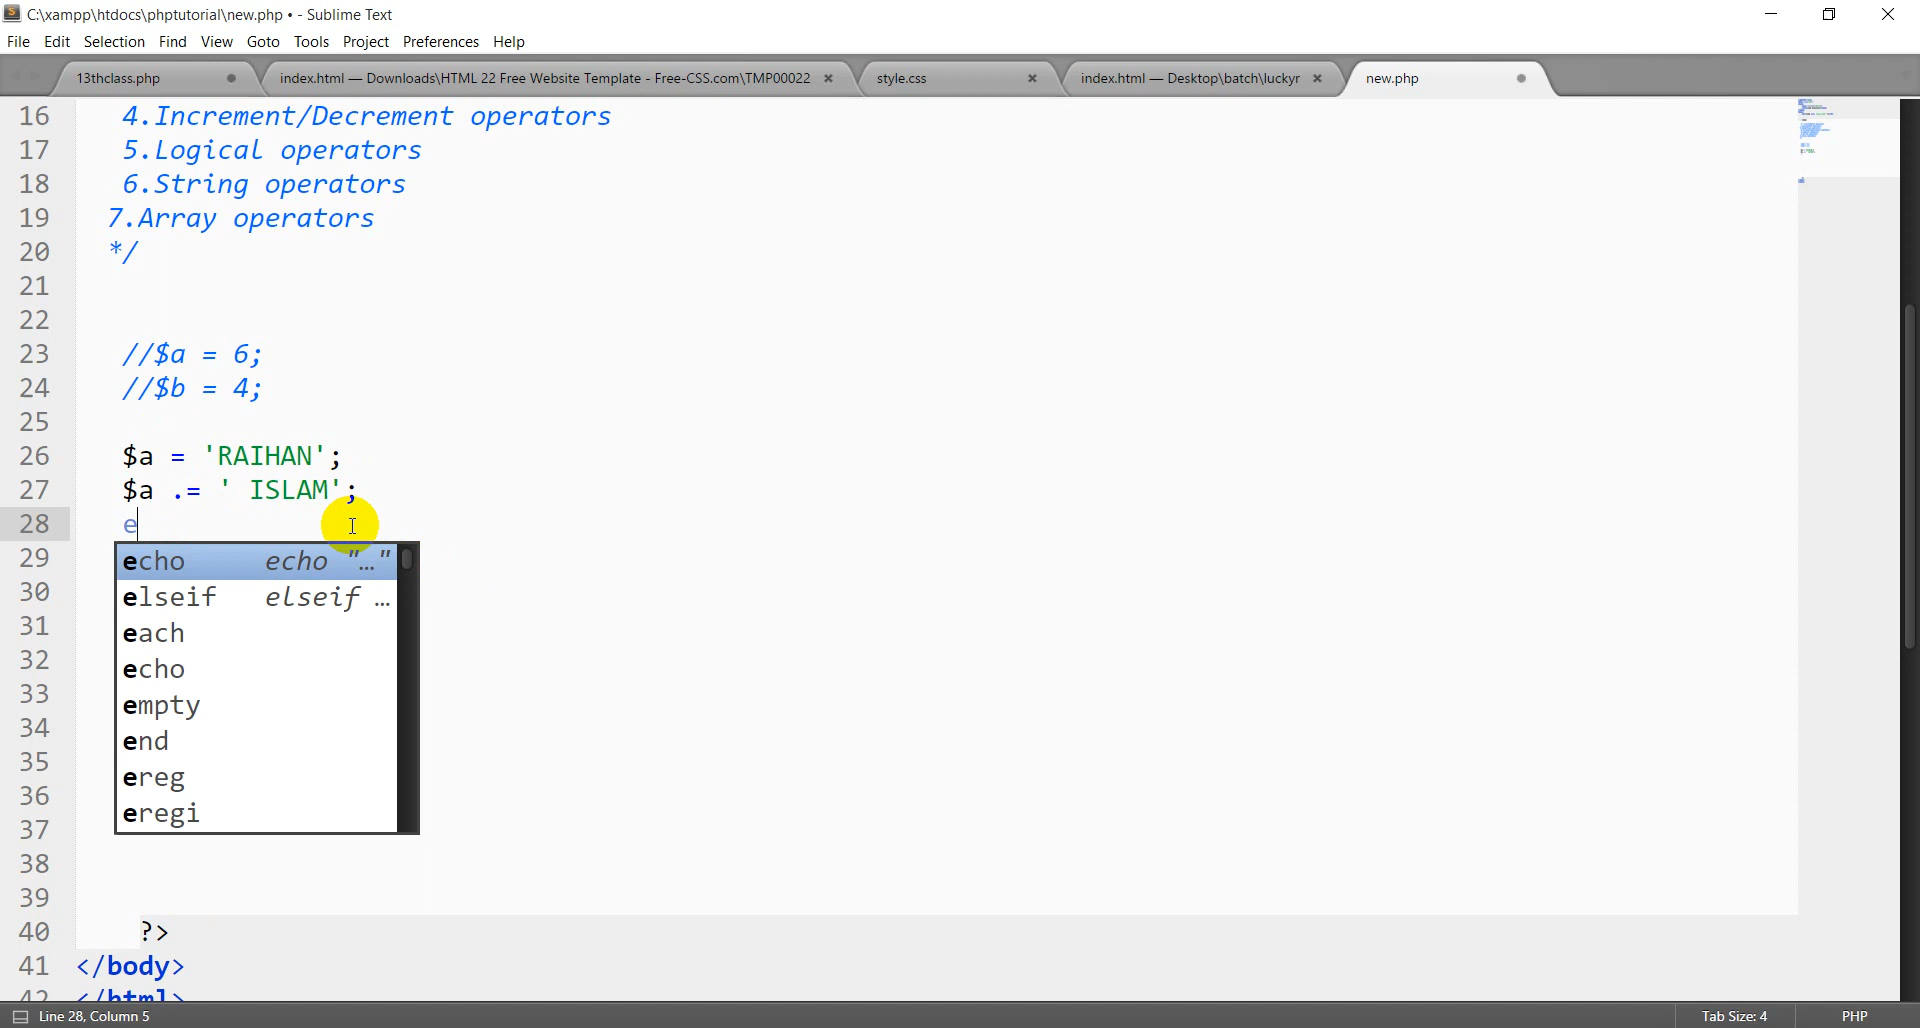 C:\xampp\htdocs\phptutorial\new.php • - Sublime Text
File Edit Selection Find View Goto Tools Project Preferences Help
13thclass.php index.html — Downloads\HTML 22 Free Website Template - Free-CSS.com\TMP00022 style.css index.html — Desktop\batch\luckyr new.php
16 4.Increment/Decrement operators
17 5.Logical operators
18 6.String operators
19 7.Array operators
20 */
21
22
23 //$a = 6;
24 //$b = 4;
25
26 $a = 'RAIHAN';
27 $a .= ' ISLAM';
28 e
29 echo echo "…"
30 elseif elseif …
31 each
32 echo
33 empty
34 end
35 ereg
36 eregi
37
38
39
40 ?>
41 </body>
42 </html>
Line 28, Column 5 Tab Size: 4 PHP